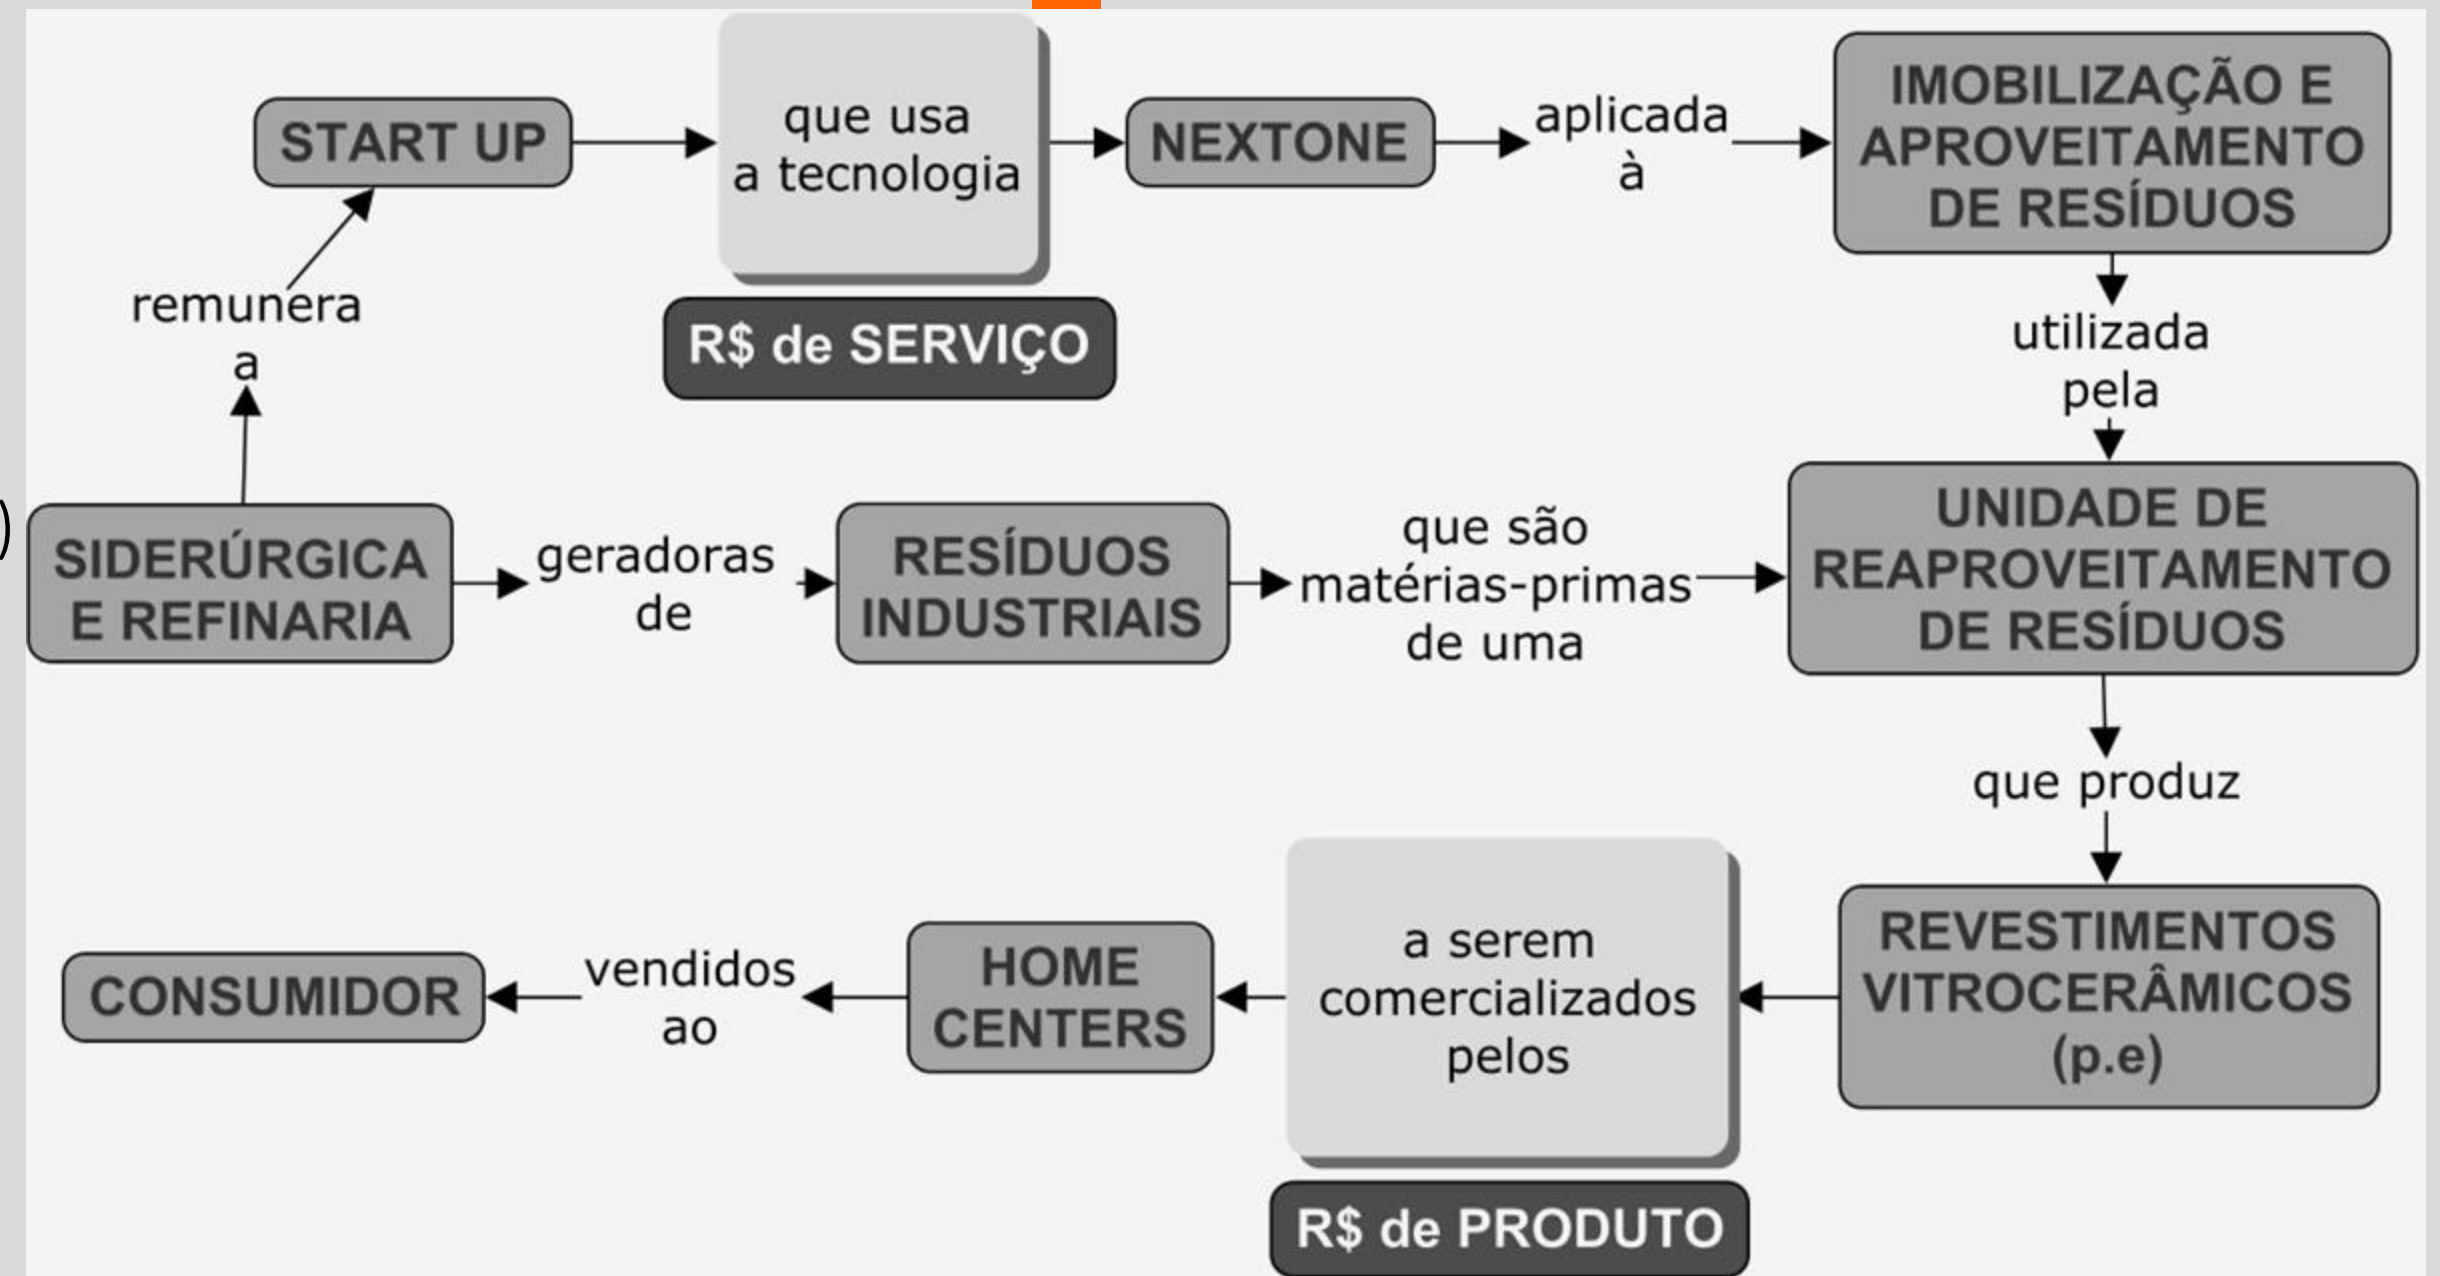 START UP
que usa
a tecnologia
NEXTONE
aplicada
à
IMOBILIZAÇÃO E
APROVEITAMENTO
DE RESÍDUOS
remunera
a
R$ de SERVIÇO
utilizada
pela
)
SIDERÚRGICA
E REFINARIA
geradoras
de
RESÍDUOS
INDUSTRIAIS
que são
matérias-primas
de uma
UNIDADE DE
REAPROVEITAMENTO
DE RESÍDUOS
que produz
CONSUMIDOR
vendidos
ao
HOME
CENTERS
a serem
comercializados
pelos
REVESTIMENTOS
VITROCERÂMICOS
(p.e)
R$ de PRODUTO